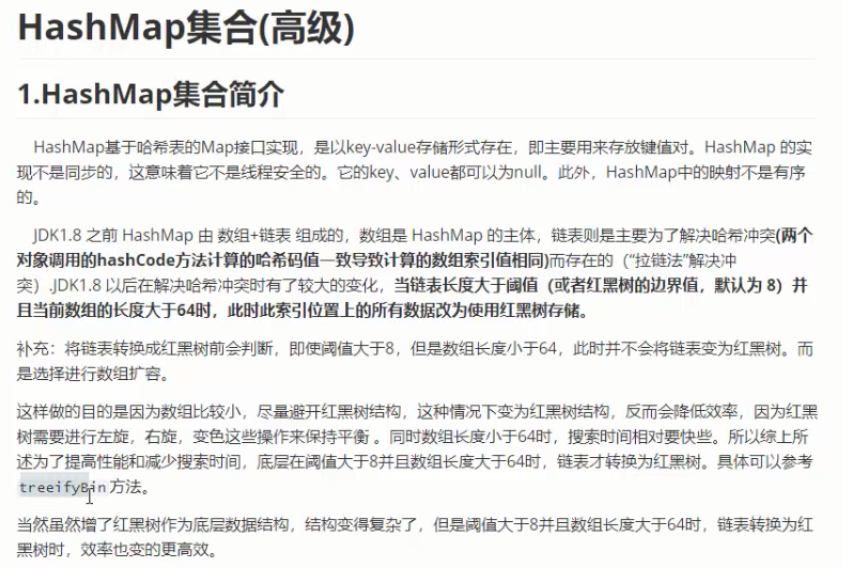 HashMap集合(高级)
1.HashMap集合简介
HashMap基于哈希表的Map接口实现，是以key-value存储形式存在，即主要用来存放键值对。HashMap 的实
现不是同步的，这意味着它不是线程安全的。它的key、value都可以为null。此外，HashMap中的映射不是有序
的。
JDK1.8 之前 HashMap 由 数组+链表 组成的，数组是 HashMap 的主体，链表则是主要为了解决哈希冲突(两个
对象调用的hashCode方法计算的哈希码值一致导致计算的数组索引值相同)而存在的（“拉链法”解决冲
突）.JDK1.8 以后在解决哈希冲突时有了较大的变化，当链表长度大于阈值（或者红黑树的边界值，默认为 8）并
且当前数组的长度大于64时，此时此索引位置上的所有数据改为使用红黑树存储。
补充：将链表转换成红黑树前会判断，即使阈值大于8，但是数组长度小于64，此时并不会将链表变为红黑树。而
是选择进行数组扩容。
这样做的目的是因为数组比较小，尽量避开红黑树结构，这种情况下变为红黑树结构，反而会降低效率，因为红黑
树需要进行左旋，右旋，变色这些操作来保持平衡 。同时数组长度小于64时，搜索时间相对要快些。所以综上所
述为了提高性能和减少搜索时间，底层在阈值大于8并且数组长度大于64时，链表才转换为红黑树。具体可以参考
treeifyBin 方法。
当然虽然增了红黑树作为底层数据结构，结构变得复杂了，但是阈值大于8并且数组长度大于64时，链表转换为红
黑树时，效率也变的更高效。